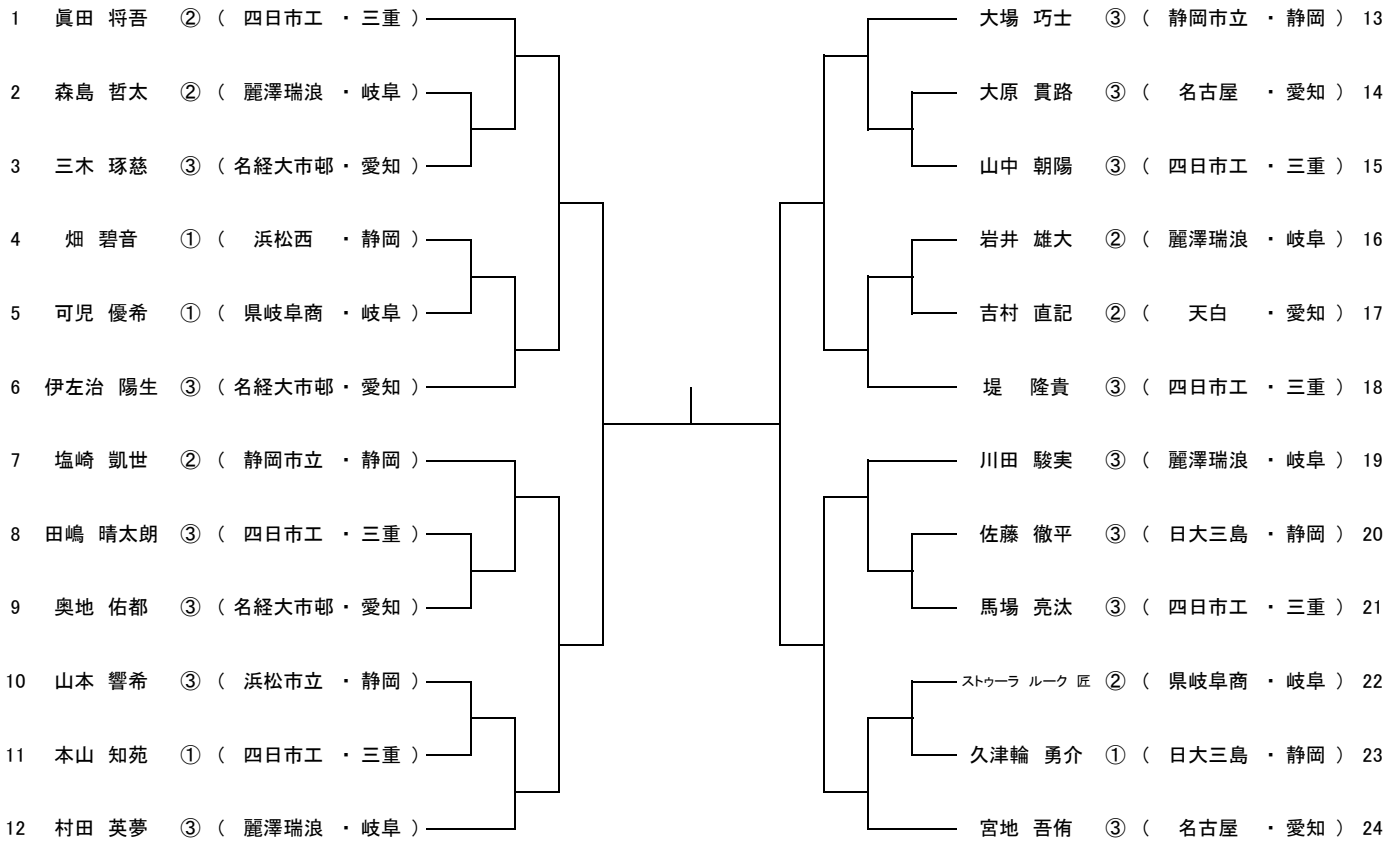 1 眞田 将吾 ② ( 四日市工 ・ 三重 )
2 森島 哲太 ② ( 麗澤瑞浪 ・ 岐阜 )
3 三木 琢慈 ③ ( 名経大市邨 ・ 愛知 )
4 畑 碧音 ① ( 浜松西 ・ 静岡 )
5 可児 優希 ① ( 県岐阜商 ・ 岐阜 )
6 伊左治 陽生 ③ ( 名経大市邨 ・ 愛知 )
7 塩崎 凱世 ② ( 静岡市立 ・ 静岡 )
8 田嶋 晴太朗 ③ ( 四日市工 ・ 三重 )
9 奥地 佑都 ③ ( 名経大市邨 ・ 愛知 )
10 山本 響希 ③ ( 浜松市立 ・ 静岡 )
11 本山 知苑 ① ( 四日市工 ・ 三重 )
12 村田 英夢 ③ ( 麗澤瑞浪 ・ 岐阜 )
大場 巧士 ③ ( 静岡市立 ・ 静岡 ) 13
大原 貫路 ③ ( 名古屋 ・ 愛知 ) 14
山中 朝陽 ③ ( 四日市工 ・ 三重 ) 15
岩井 雄大 ② ( 麗澤瑞浪 ・ 岐阜 ) 16
吉村 直記 ② ( 天白 ・ 愛知 ) 17
堤 隆貴 ③ ( 四日市工 ・ 三重 ) 18
川田 駿実 ③ ( 麗澤瑞浪 ・ 岐阜 ) 19
佐藤 徹平 ③ ( 日大三島 ・ 静岡 ) 20
馬場 亮汰 ③ ( 四日市工 ・ 三重 ) 21
ストゥーラ ルーク 匠 ② ( 県岐阜商 ・ 岐阜 ) 22
久津輪 勇介 ① ( 日大三島 ・ 静岡 ) 23
宮地 吾侑 ③ ( 名古屋 ・ 愛知 ) 24